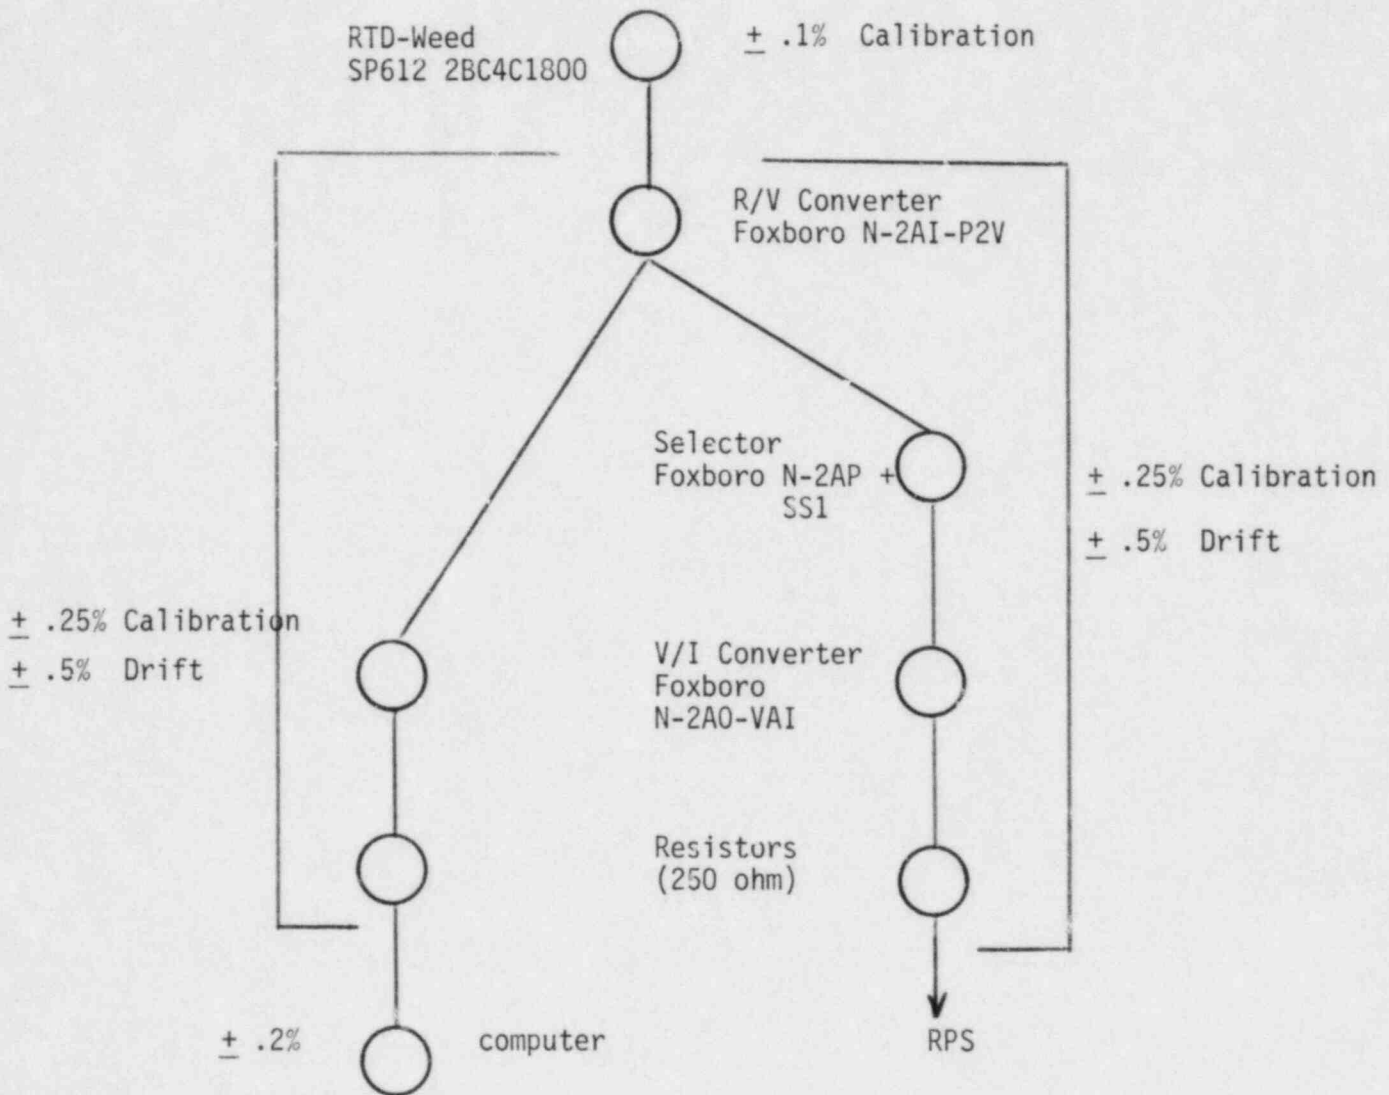 RTD-Weed
SP612 2BC4C1800
± .1% Calibration
R/V Converter
Foxboro N-2AI-P2V
Selector
Foxboro N-2AP +
SS1
± .25% Calibration
± .5% Drift
± .25% Calibration
± .5% Drift
V/I Converter
Foxboro
N-2AO-VAI
Resistors
(250 ohm)
± .2%
computer
RPS